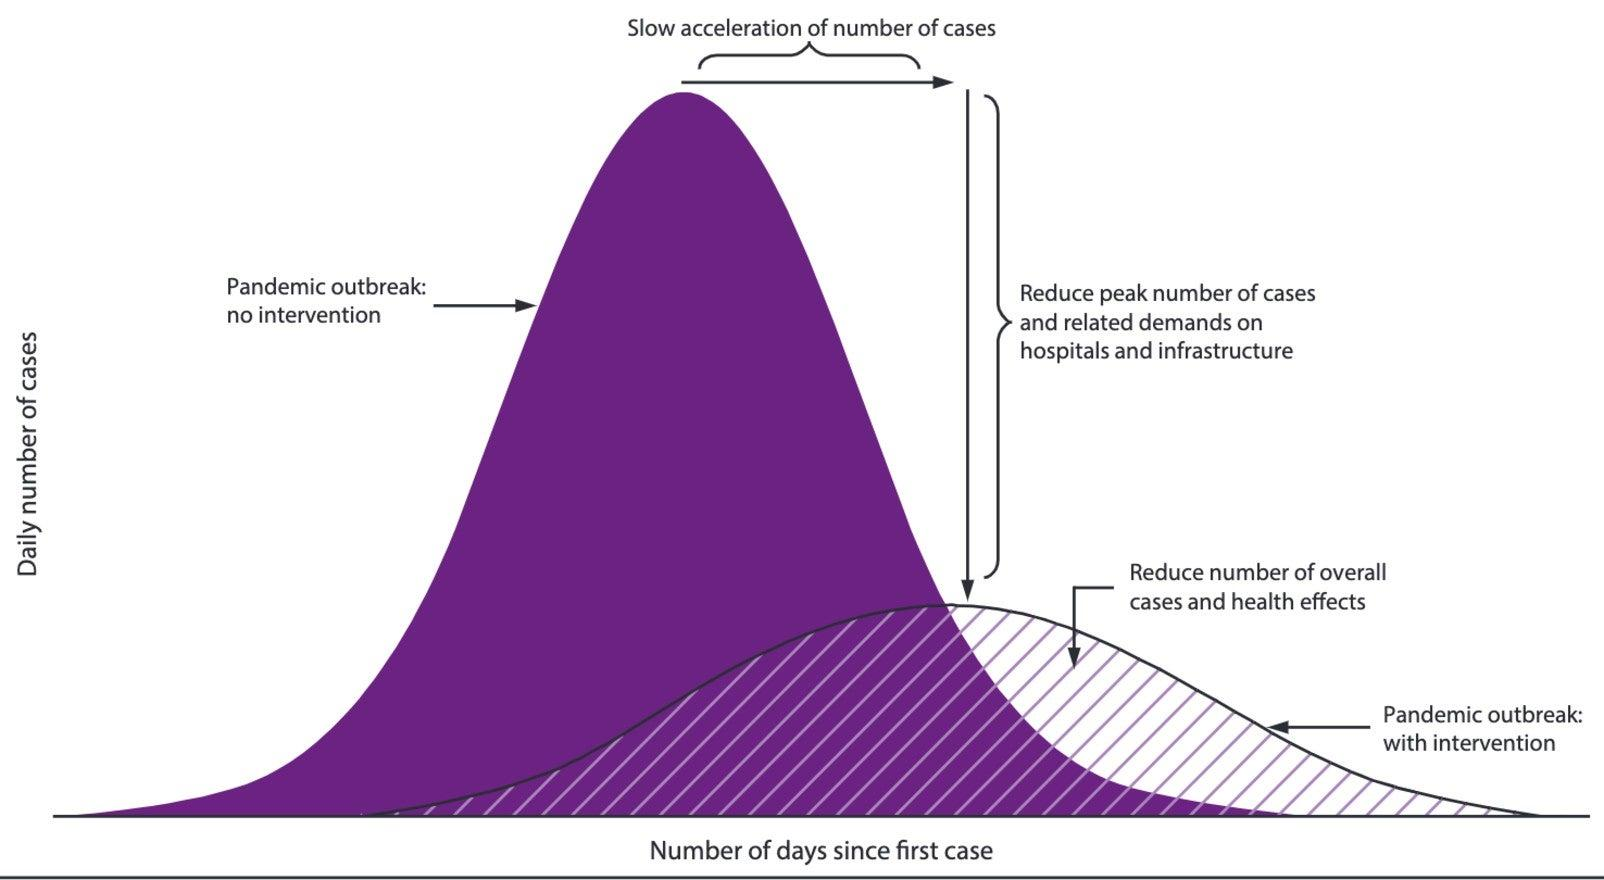 Slow acceleration of number of cases
Pandemic outbreak:
no intervention
Reduce peak number of cases
and related demands on
hospitals and infrastructure
Daily number of cases
Reduce number of overall
cases and health effects
Pandemic outbreak:
with intervention
Number of days since first case